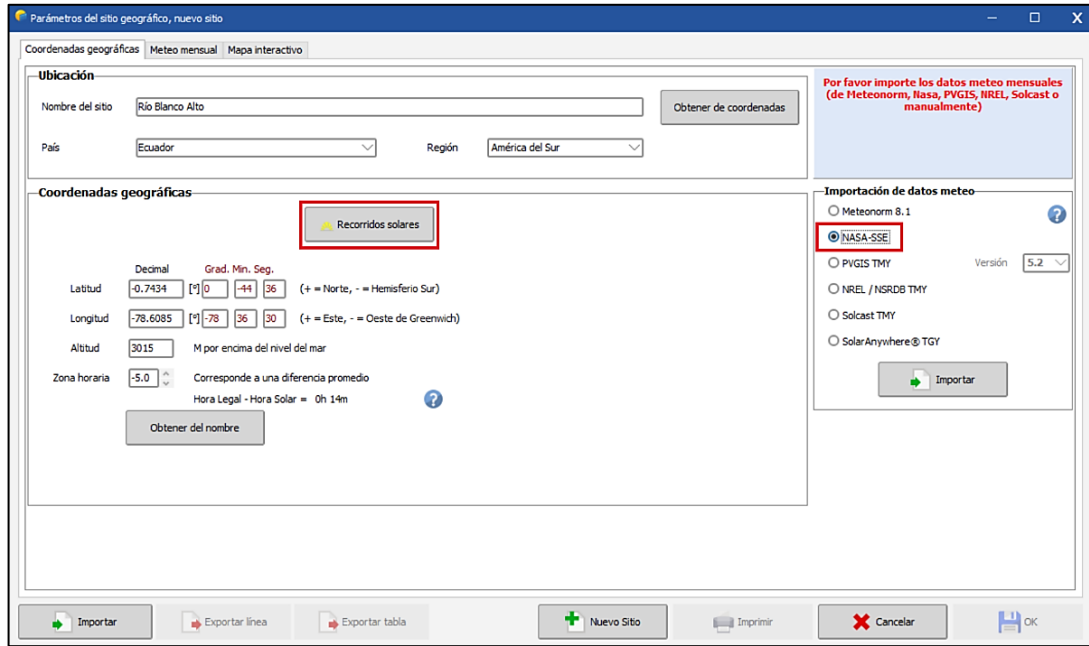 Parámetros del sitio geográfico, nuevo sitio
Coordenadas geográficas Meteo mensual Mapa interactivo
Ubicación
Nombre del sitio Río Blanco Alto Obtener de coordenadas
País Ecuador Región América del Sur
Por favor importe los datos meteo mensuales
(de Meteonorm, Nasa, PVGIS, NREL, Solcast o
manualmente)
Coordenadas geográficas
Recorridos solares
Decimal Grad. Min. Seg.
Latitud -0.7434 [°] 0 -44 36 (+ = Norte, - = Hemisferio Sur)
Longitud -78.6085 [°] -78 36 30 (+ = Este, - = Oeste de Greenwich)
Altitud 3015 M por encima del nivel del mar
Zona horaria -5.0 Corresponde a una diferencia promedio
Hora Legal - Hora Solar = 0h 14m ?
Obtener del nombre
Importación de datos meteo
Meteonorm 8.1 ?
NASA-SSE
PVGIS TMY Versión 5.2
NREL / NSRDB TMY
Solcast TMY
SolarAnywhere® TGY
Importar
Importar Exportar línea Exportar tabla Nuevo Sitio Imprimir Cancelar OK